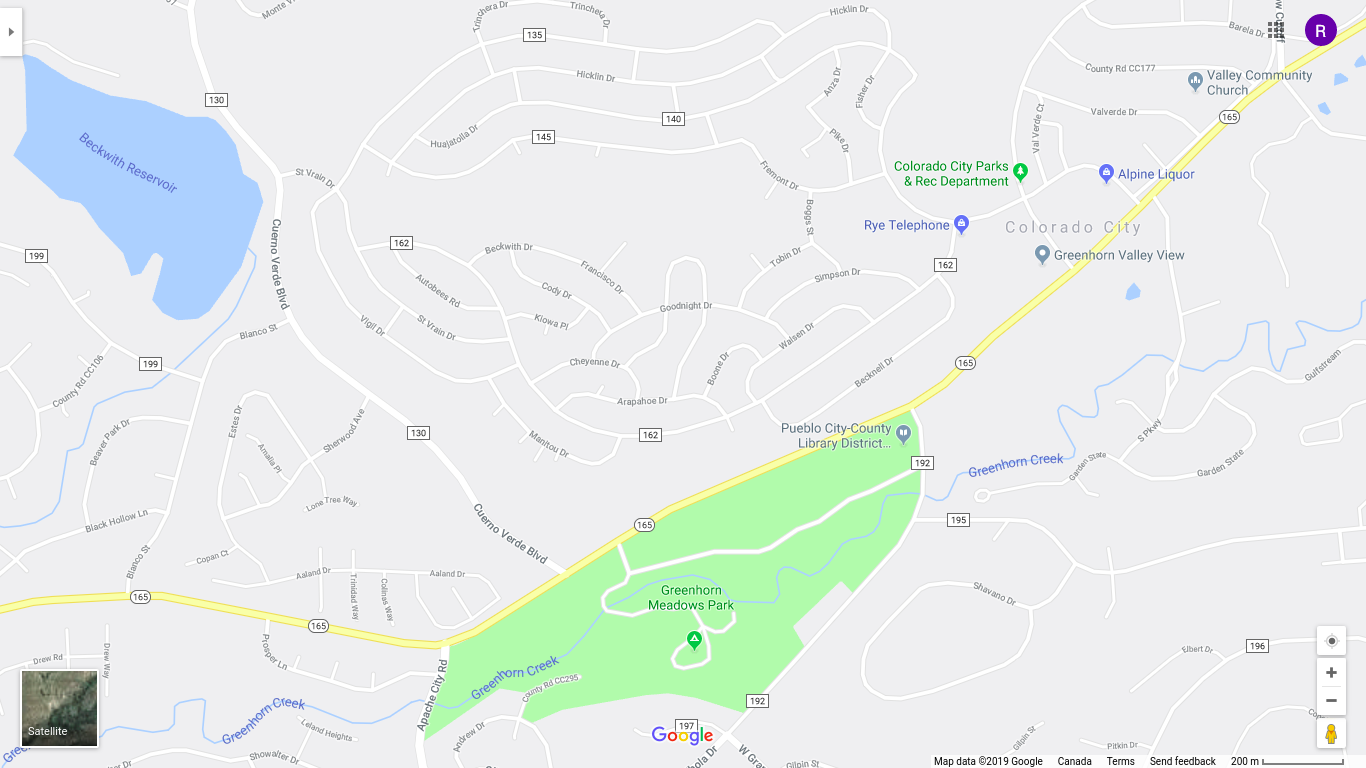 Monte V
Trinchera Dr
Trinchera Dr
135
Hicklin Dr
Barela Dr
R
130
Hicklin Dr
Anza Dr
Fisher Dr
County Rd CC177
Valley Community
Church
140
Huajatolla Dr
145
Pike Dr
Val Verde Ct
Valverde Dr
165
Beckwith Reservoir
St Vrain Dr
Fremont Dr
Colorado City Parks
& Rec Department
Alpine Liquor
Boggs St
Rye Telephone
Colorado City
199
Cuerno Verde Blvd
162
Beckwith Dr
Tobin Dr
162
Greenhorn Valley View
Autobees Rd
Francisco Dr
Cody Dr
Simpson Dr
Goodnight Dr
Vigil Dr
St Vrain Dr
Kiowa Pl
Walsen Dr
Blanco St
199
County Rd CC106
Cheyenne Dr
Boone Dr
Becknell Dr
165
Gulfstream
Arapahoe Dr
Estes Dr
Sherwood Ave
130
162
Beaver Park Dr
Amalia Pl
Manitou Dr
Pueblo City-County
Library District...
S Pkwy
192
Greenhorn Creek
Garden State
Garden State
Lone Tree Way
Black Hollow Ln
Cuerno Verde Blvd
165
195
Blanco St
Copan Ct
Aaland Dr
Aaland Dr
Trinidad Way
Colinas Way
Greenhorn
Meadows Park
Shavano Dr
165
165
Prosper Ln
Drew Rd
Drew Way
196
Elbert Dr
Apache City Rd
Greenhorn Creek
County Rd CC295
192
Greenhorn Creek
Satellite
Leland Heights
Andrew Dr
197
Google
Gilpin St
Pitkin Dr
Showalter Dr
Gilpin St
Map data ©2019 Google
Canada
Terms
Send feedback
200 m